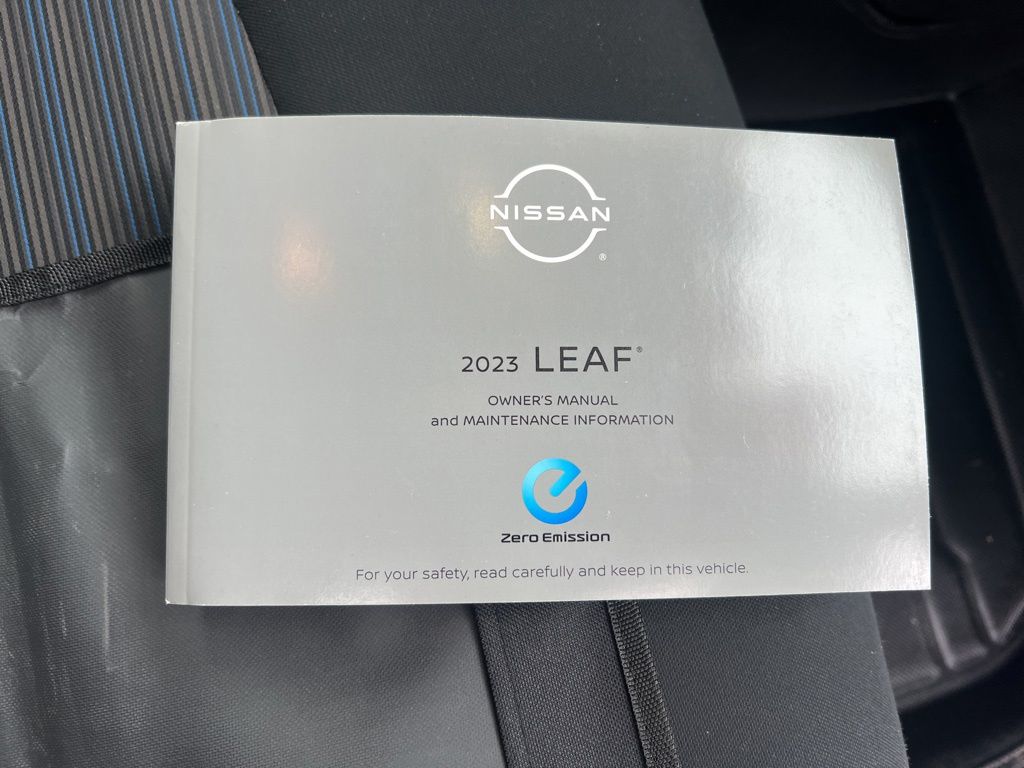 NISSAN
®
2023 LEAF®
OWNER'S MANUAL
and MAINTENANCE INFORMATION
Zero Emission
For your safety, read carefully and keep in this vehicle.